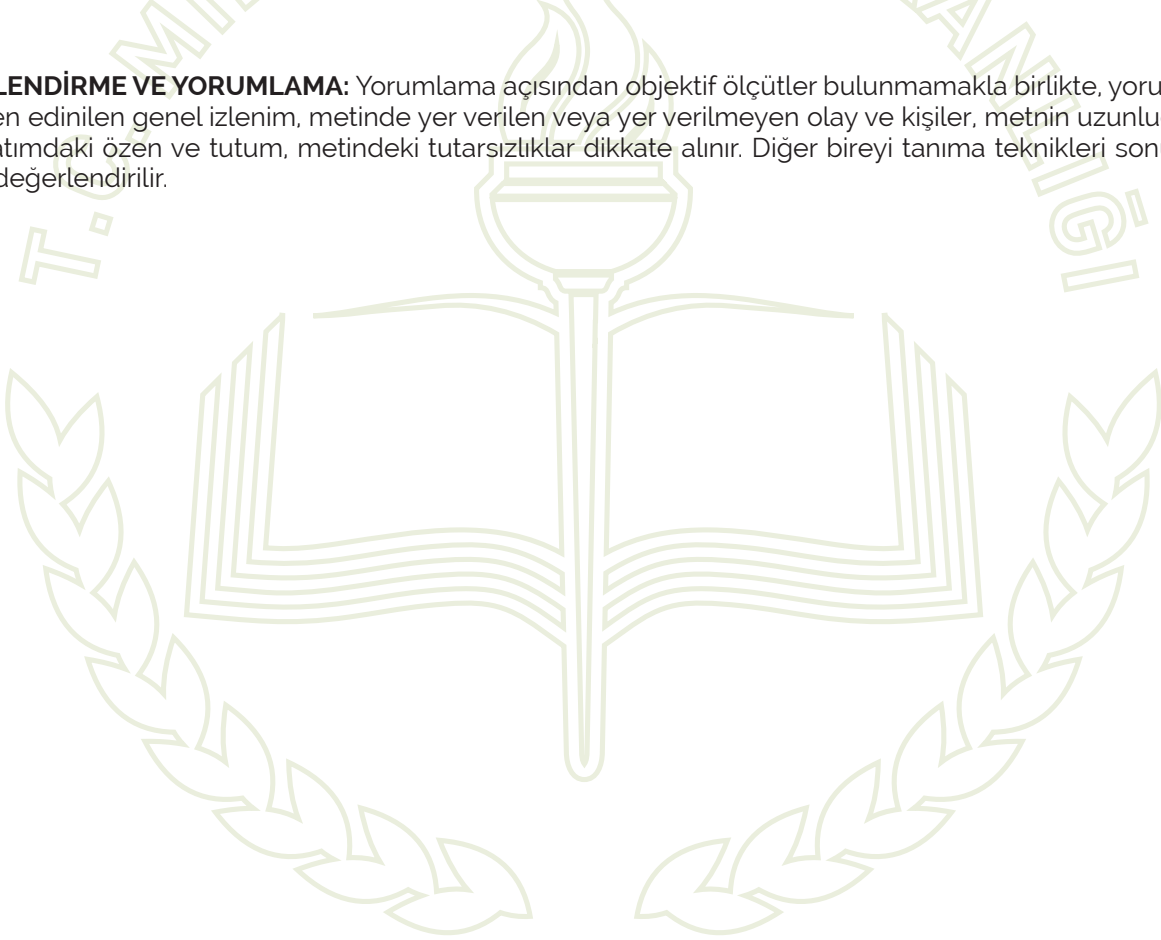 LENDİRME VE YORUMLAMA: Yorumlama açısından objektif ölçütler bulunmamakla birlikte, yoru
en edinilen genel izlenim, metinde yer verilen veya yer verilmeyen olay ve kişiler, metnin uzunlu
atımdaki özen ve tutum, metindeki tutarsızlıklar dikkate alınır. Diğer bireyi tanıma teknikleri son
değerlendirilir.
T.C. Mİ
ANLIĞI